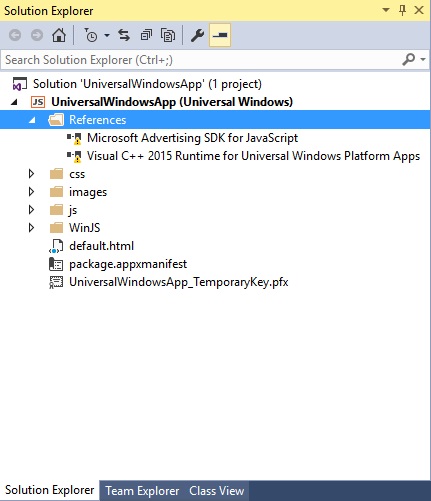 Solution Explorer
Search Solution Explorer (Ctrl+;)
Solution 'UniversalWindowsApp' (1 project)
JS UniversalWindowsApp (Universal Windows)
References
Microsoft Advertising SDK for JavaScript
Visual C++ 2015 Runtime for Universal Windows Platform Apps
css
images
js
WinJS
default.html
package.appxmanifest
UniversalWindowsApp_TemporaryKey.pfx
Solution Explorer Team Explorer Class View